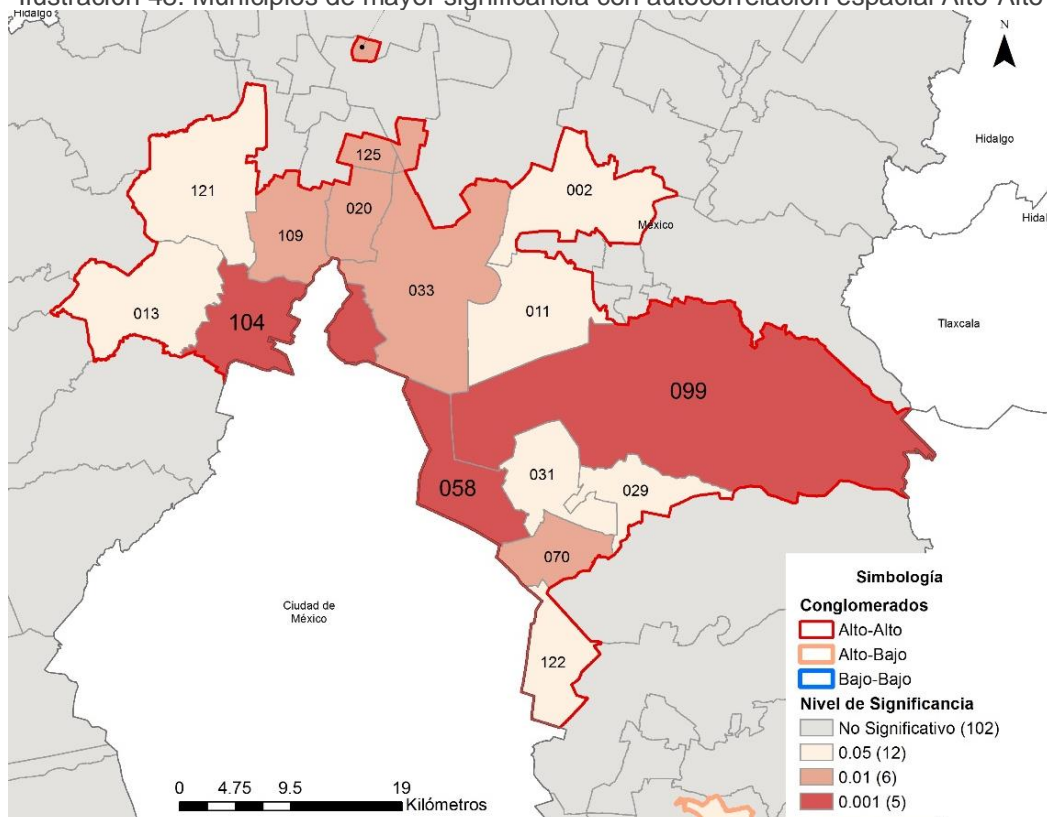 Ilustración 48. Municipios de mayor significancia con autocorrelación espacial Alto-Alto
Hidalgo
N
Hidalgo
125
121
002
020
México
Hidal
109
033
013
104
011
Tlaxcala
099
031
058
029
070
Ciudad de
México
122
Simbología
Conglomerados
Alto-Alto
Alto-Bajo
Bajo-Bajo
Nivel de Significancia
No Significativo (102)
0.05 (12)
0.01 (6)
0.001 (5)
0 4.75 9.5 19
Kilómetros